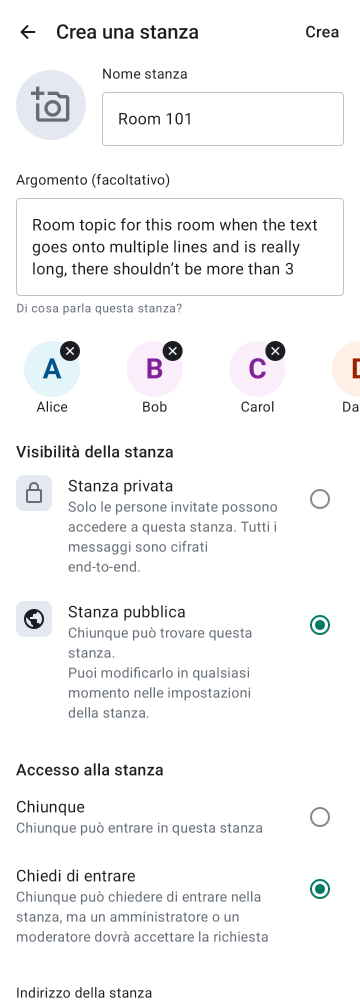 Crea una stanza
Crea
Nome stanza
Room 101
Argomento (facoltativo)
Room topic for this room when the text
goes onto multiple lines and is really
long, there shouldn’t be more than 3
Di cosa parla questa stanza?
A
B
C
D
Alice
Bob
Carol
Da
Visibilità della stanza
Stanza privata
Solo le persone invitate possono
accedere a questa stanza. Tutti i
messaggi sono cifrati
end-to-end.
Stanza pubblica
Chiunque può trovare questa
stanza.
Puoi modificarlo in qualsiasi
momento nelle impostazioni
della stanza.
Accesso alla stanza
Chiunque
Chiunque può entrare in questa stanza
Chiedi di entrare
Chiunque può chiedere di entrare nella
stanza, ma un amministratore o un
moderatore dovrà accettare la richiesta
Indirizzo della stanza